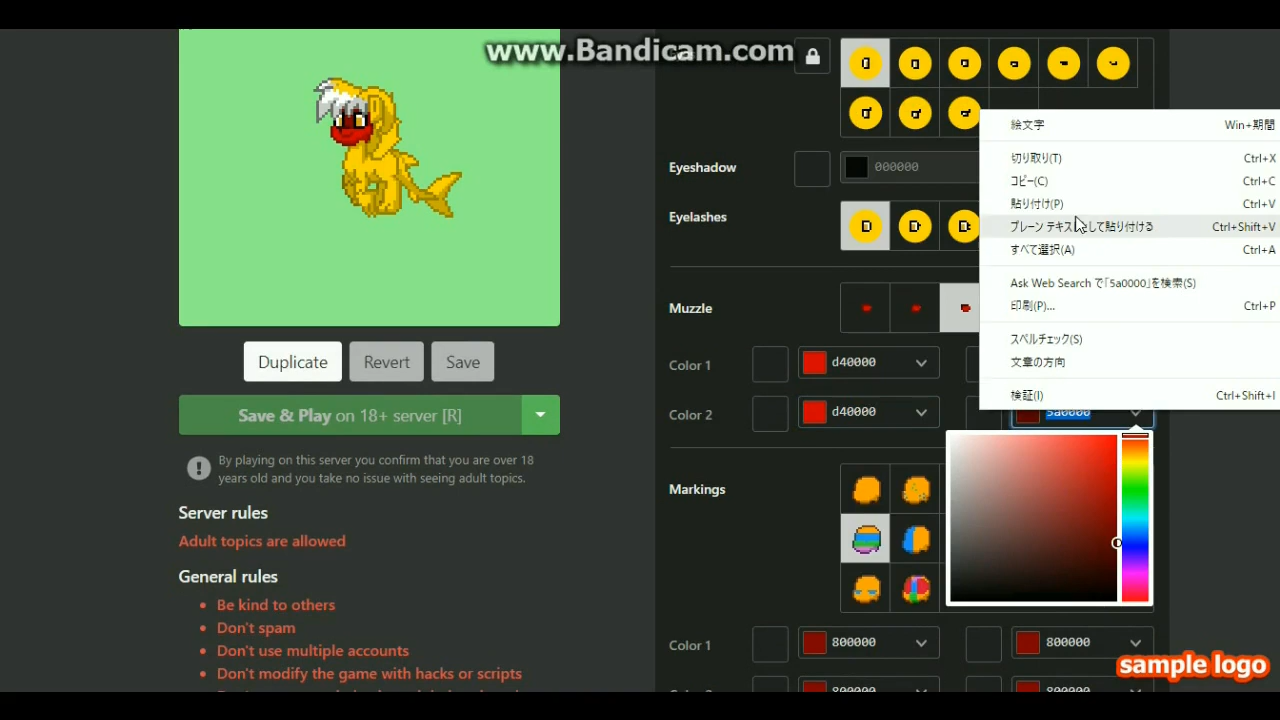 www.Bandicam.com
Eyeshadow
000000
Eyelashes
Muzzle
Color 1
d40000
Color 2
d40000
5a0000
Markings
Color 1
800000
800000
800000
800000
絵文字 Win+期間
切り取り(T) Ctrl+X
コピー(C) Ctrl+C
貼り付け(P) Ctrl+V
プレーン テキストとして貼り付ける Ctrl+Shift+V
すべて選択(A) Ctrl+A
Ask Web Search で「5a0000」を検索(S)
印刷(P)... Ctrl+P
スペルチェック(S)
文章の方向
検証(I) Ctrl+Shift+I
Duplicate
Revert
Save
Save & Play on 18+ server [R]
By playing on this server you confirm that you are over 18
years old and you take no issue with seeing adult topics.
Server rules
Adult topics are allowed
General rules
Be kind to others
Don't spam
Don't use multiple accounts
Don't modify the game with hacks or scripts
sample logo